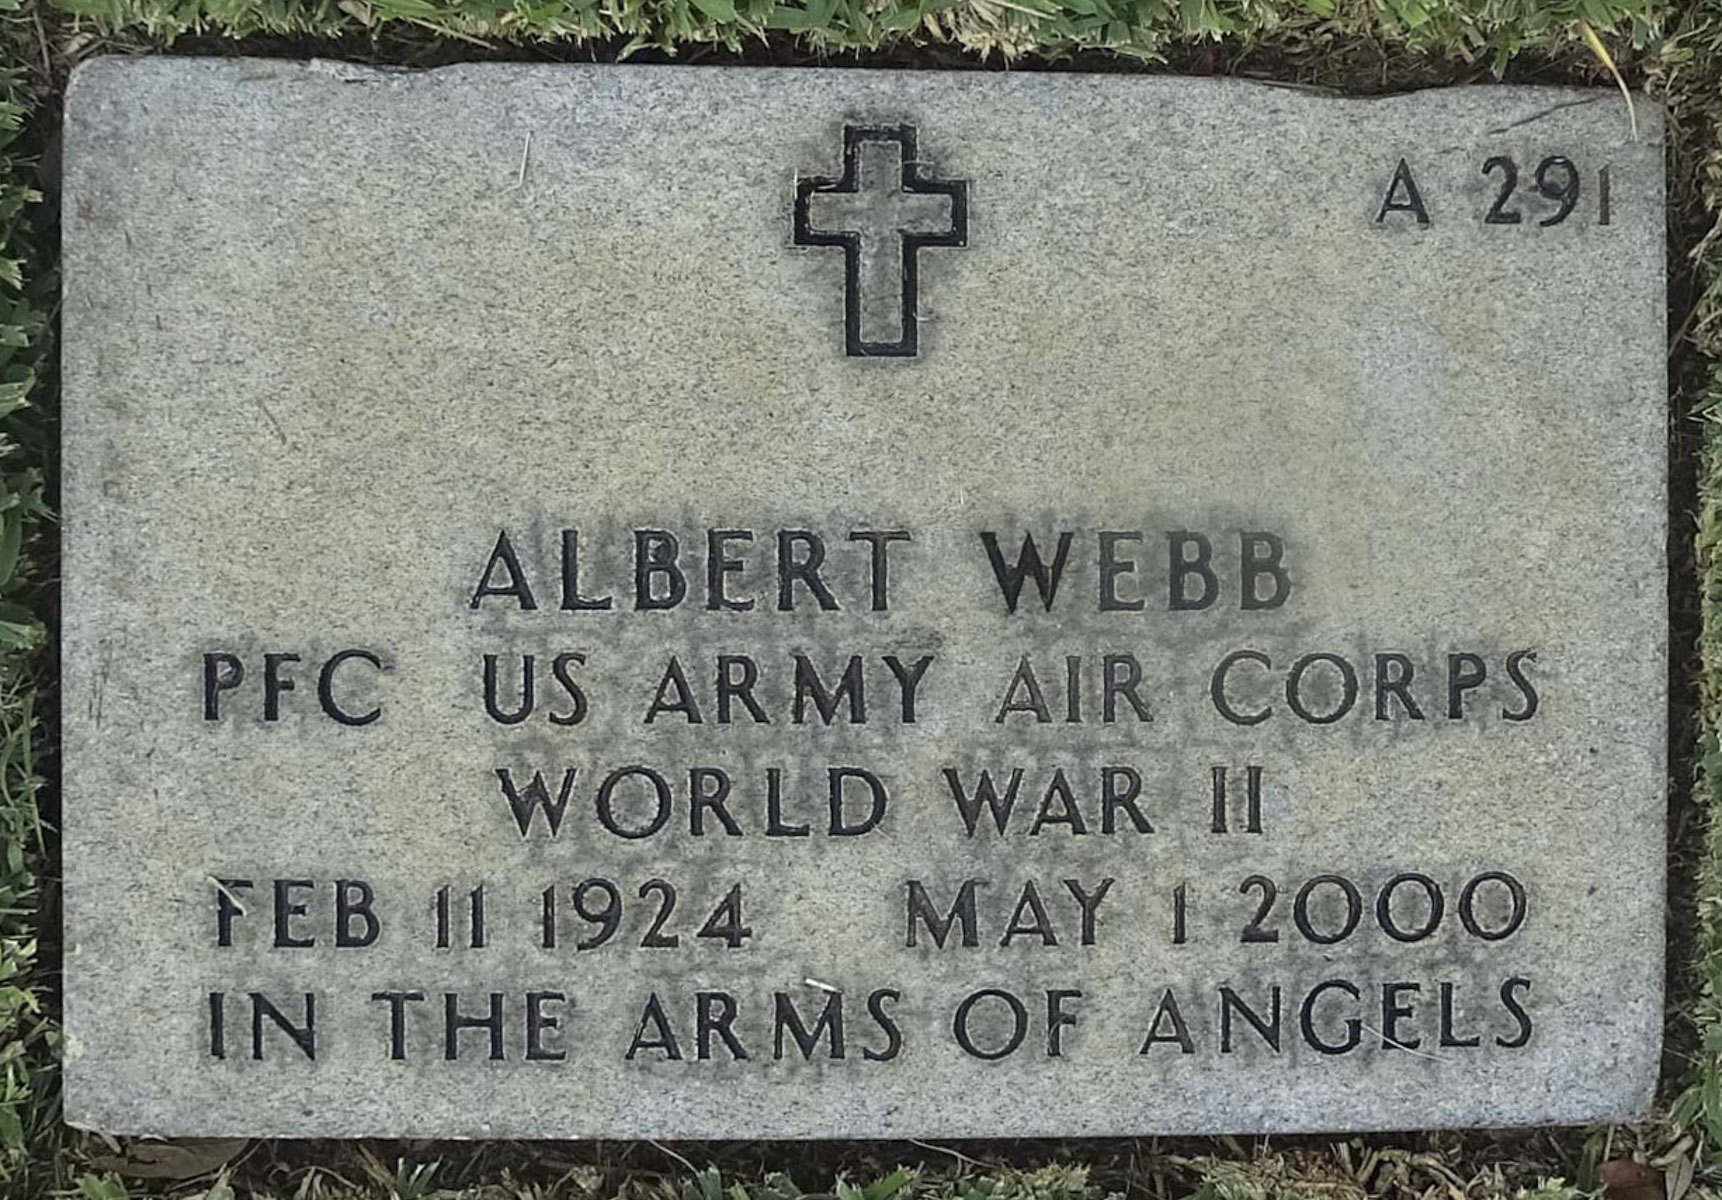 A 291
ALBERT WEBB
PFC US ARMY AIR CORPS
WORLD WAR II
FEB 11 1924 MAY 1 2000
IN THE ARMS OF ANGELS